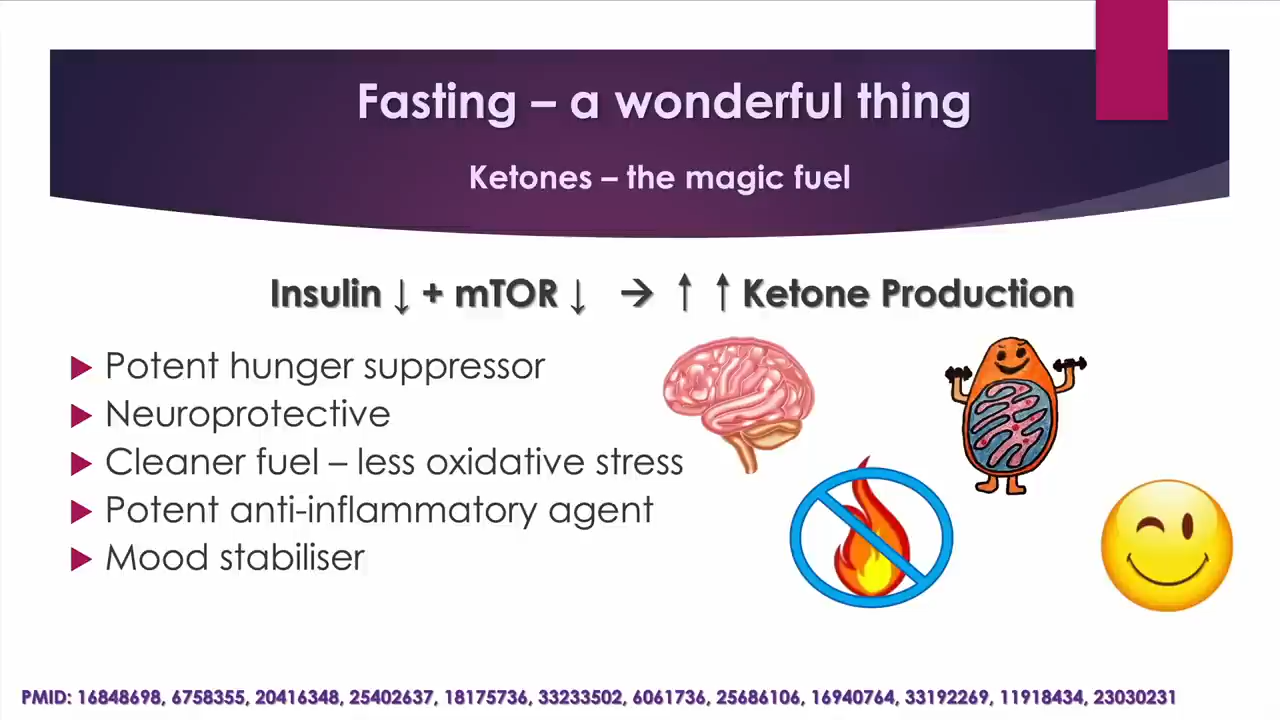 Fasting – a wonderful thing
Ketones – the magic fuel
Insulin ↓ + mTOR ↓ → ↑ ↑ Ketone Production
Potent hunger suppressor
Neuroprotective
Cleaner fuel – less oxidative stress
Potent anti-inflammatory agent
Mood stabiliser
PMID: 16848698, 6758355, 20416348, 25402637, 18175736, 33233502, 6061736, 25686106, 16940764, 33192269, 11918434, 23030231